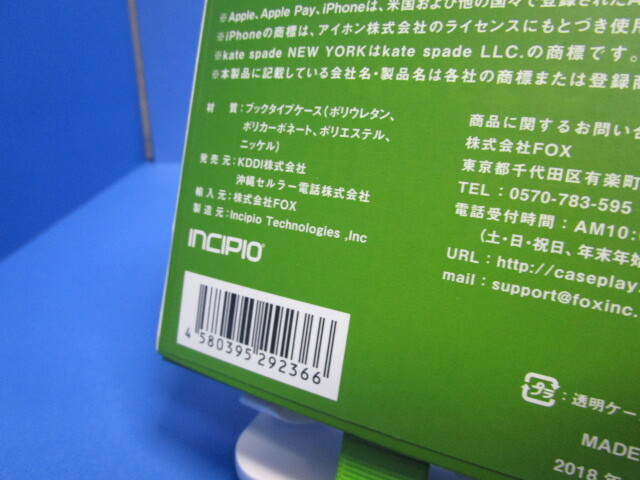 ※Apple、Apple Pay、iPhoneは、米国および他の国々で登録された
※iPhoneの商標は、アイホン株式会社のライセンスにもとづき使用
※kate spade NEW YORKはkate spade LLC.の商標です。
※本製品に記載している会社名・製品名は各社の商標または登録商
材 質：ブックタイプケース(ポリウレタン、
ポリカーボネート、ポリエステル、
ニッケル)
発売元：KDDI株式会社
沖縄セルラー電話株式会社
輸入元：株式会社FOX
製造元：Incipio Technologies ,Inc
INCIPIO
4 580395 292366
商品に関するお問い合
株式会社FOX
東京都千代田区有楽町
TEL : 0570-783-595
電話受付時間 : AM10:
(土・日・祝日、年末年始
URL : http://caseplay.
mail : support@foxinc.
プラ
：透明ケー
MADE
2018 年